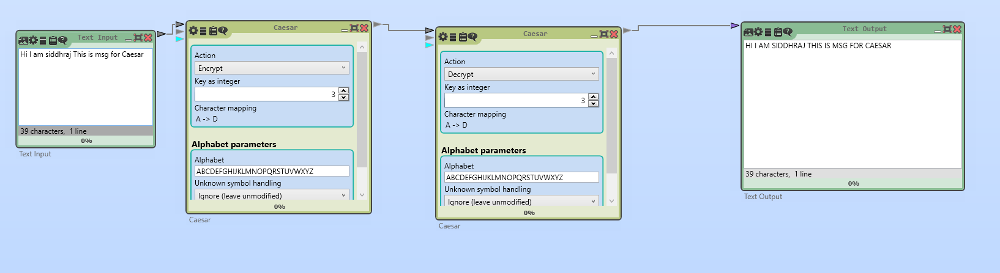 Text Input
Hi I am siddhraj This is msg for Caesar
39 characters, 1 line
0%
Text Input
Caesar
Action
Encrypt
Key as integer
3
Character mapping
A -> D
Alphabet parameters
Alphabet
ABCDEFGHIJKLMNOPQRSTUVWXYZ
Unknown symbol handling
Ignore (leave unmodified)
0%
Caesar
Caesar
Action
Decrypt
Key as integer
3
Character mapping
A -> D
Alphabet parameters
Alphabet
ABCDEFGHIJKLMNOPQRSTUVWXYZ
Unknown symbol handling
Ignore (leave unmodified)
0%
Caesar
Text Output
HI I AM SIDDHRAJ THIS IS MSG FOR CAESAR
39 characters, 1 line
0%
Text Output